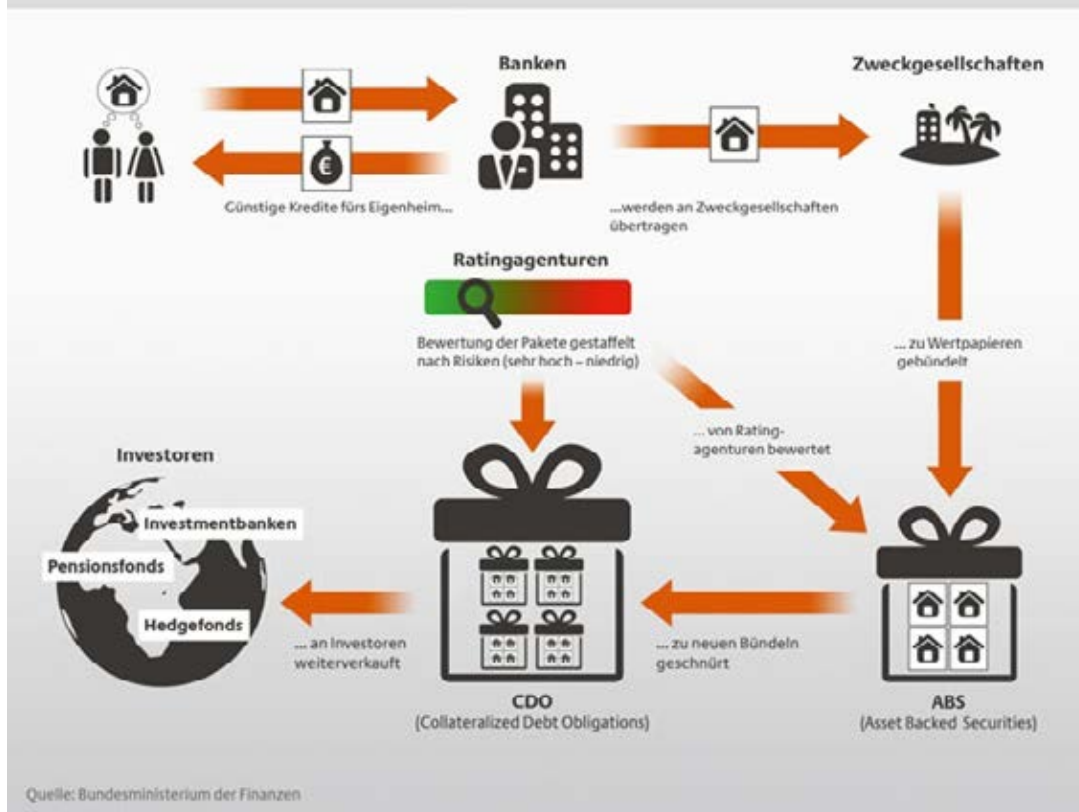 Banken
Zweckgesellschaften
€
Günstige Kredite fürs Eigenheim...
...werden an Zweckgesellschaften
übertragen
Ratingagenturen
Bewertung der Pakete gestaffelt
nach Risiken (sehr hoch – niedrig)
... zu Wertpapieren
gebündelt
... von Rating-
agenturen bewertet
Investoren
Investmentbanken
Pensionsfonds
Hedgefonds
... an Investoren
weiterverkauft
... zu neuen Bündeln
geschnürt
CDO
(Collateralized Debt Obligations)
ABS
(Asset Backed Securities)
Quelle: Bundesministerium der Finanzen